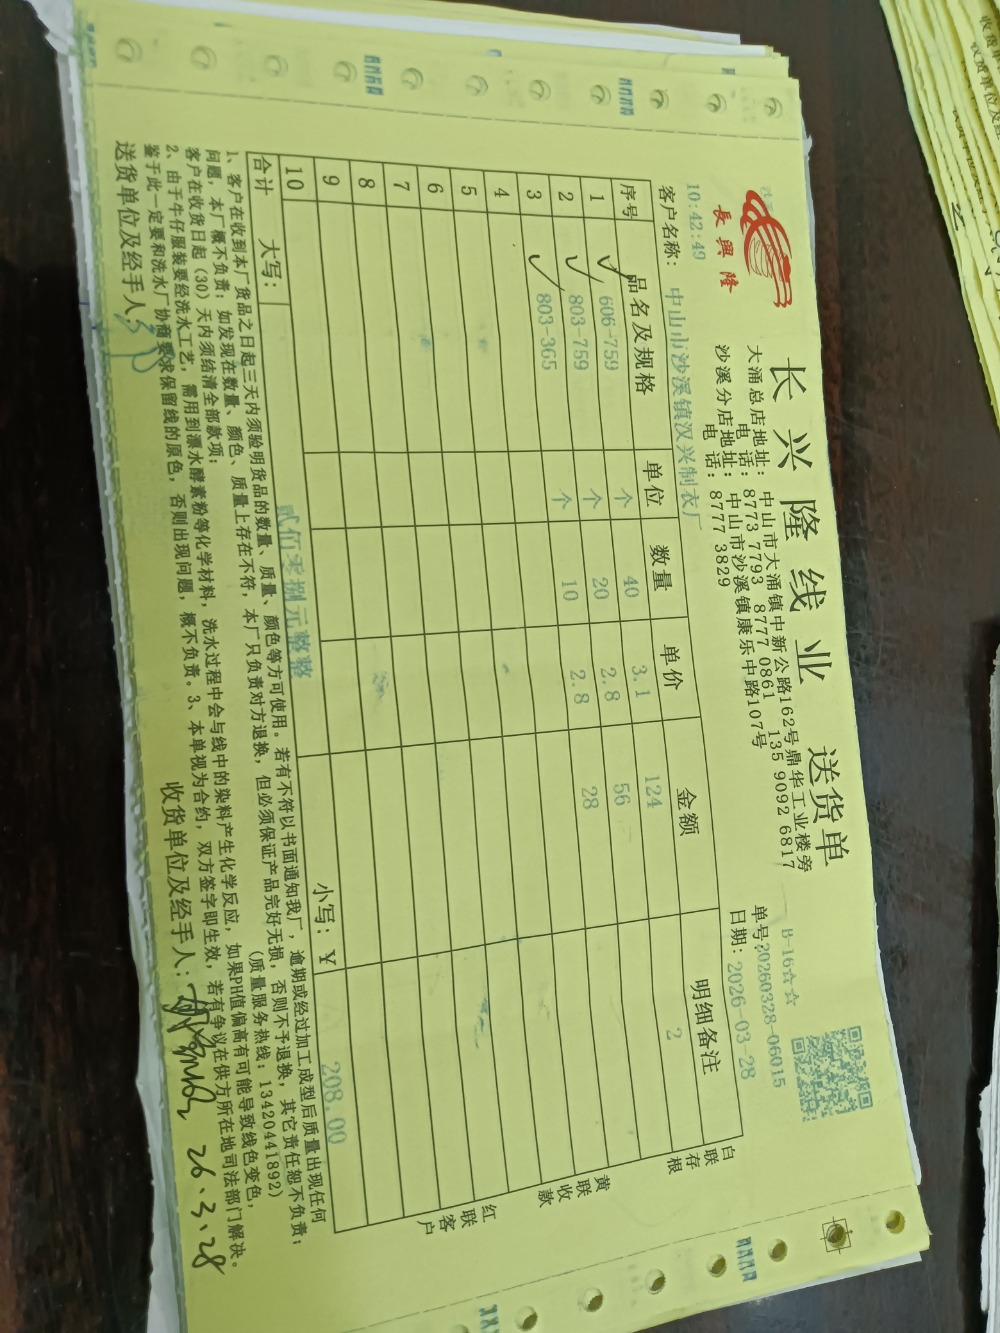 長興隆
长兴隆线业 送货单
大涌总店地址：中山市大涌镇中新公路162号鼎华工业楼旁
电话：8773 7793 8777 0861 135 9092 6817
沙溪分店地址：中山市沙溪镇康乐中路107号
电话：8777 3829
B-16☆☆
单号:20260328-06015
日期：2026-03-28
10:42:49
客户名称：中山市沙溪镇汉兴制衣厂
序号 品名及规格 单位 数量 单价 金额 明细备注
1 606-759 个 40 3.1 124 2
2 803-759 个 20 2.8 56
3 803-365 个 10 2.8 28
4
5
6
7
8
9
10
合计 大写： 贰佰零捌元整 小写：￥ 208.00
白联存根
黄联收款
红联客户
1、客户在收到本厂货品之日起三天内须验明货品的数量、质量、颜色等方可使用。若有不符以书面通知我厂，逾期或经过加工成型后质量出现任何
问题，本厂概不负责；如发现在数量、颜色、质量上存在不符，本厂只负责对方退换，但必须保证产品完好无损，否则不予退换，其它责任恕不负责；
客户在收货日起(30)天内须结清全部款项； (质量服务热线：13420441892)
2、由于牛仔服装要经洗水工艺，需用到漂水酵素粉等化学材料，洗水过程中会与线中的染料产生化学反应，如果PH值偏高有可能导致线色变色，
鉴于此一定要和洗水厂协商要求保留线的原色，否则出现问题，概不负责。3、本单视为合约，双方签字即生效，若有争议在供方所在地司法部门解决。
送货单位及经手人： 收货单位及经手人： 26.3.28